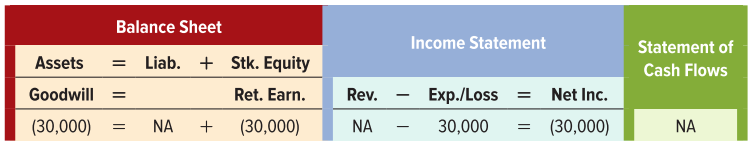 Balance Sheet
Income Statement
Statement of
Cash Flows
Assets = Liab. + Stk. Equity
Goodwill = Ret. Earn. Rev. − Exp./Loss = Net Inc.
(30,000) = NA + (30,000) NA − 30,000 = (30,000) NA